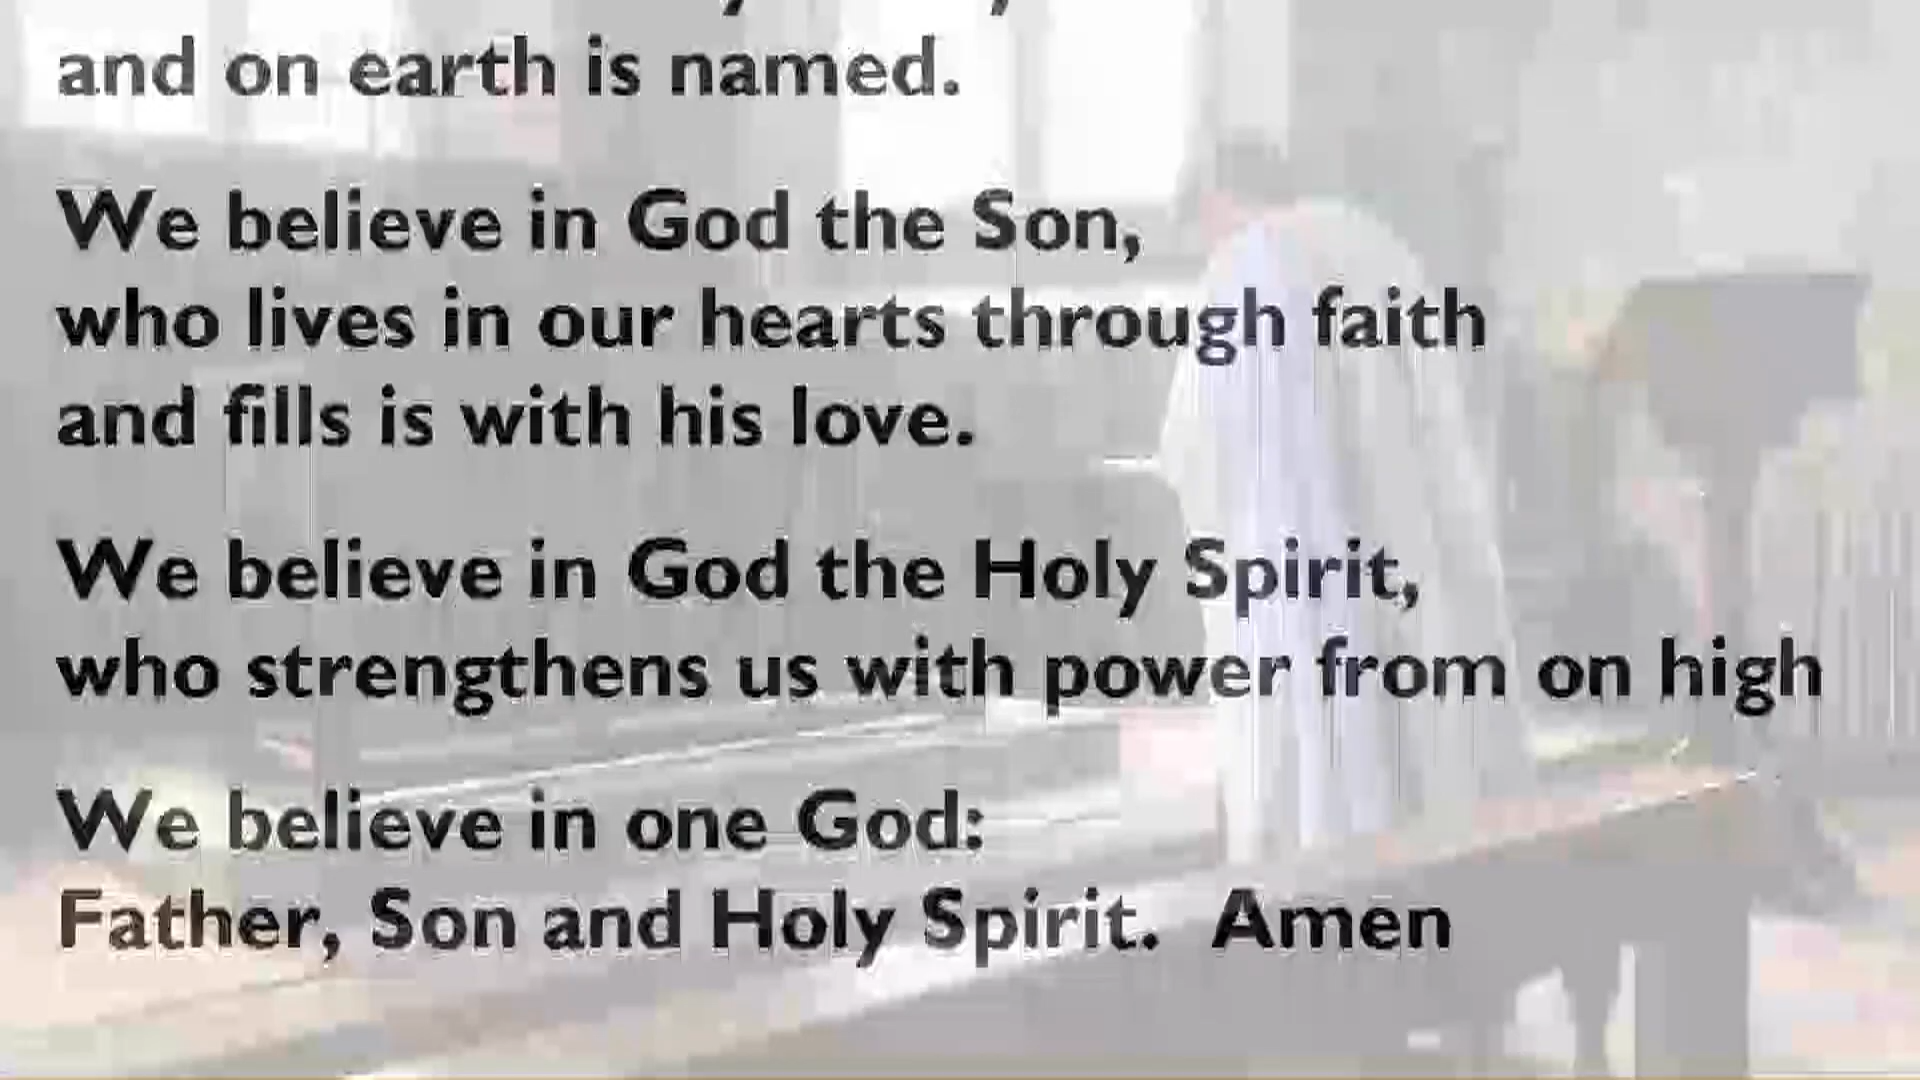 and on earth is named.
We believe in God the Son,
who lives in our hearts through faith
and fills is with his love.
We believe in God the Holy Spirit,
who strengthens us with power from on high
We believe in one God:
Father, Son and Holy Spirit.  Amen